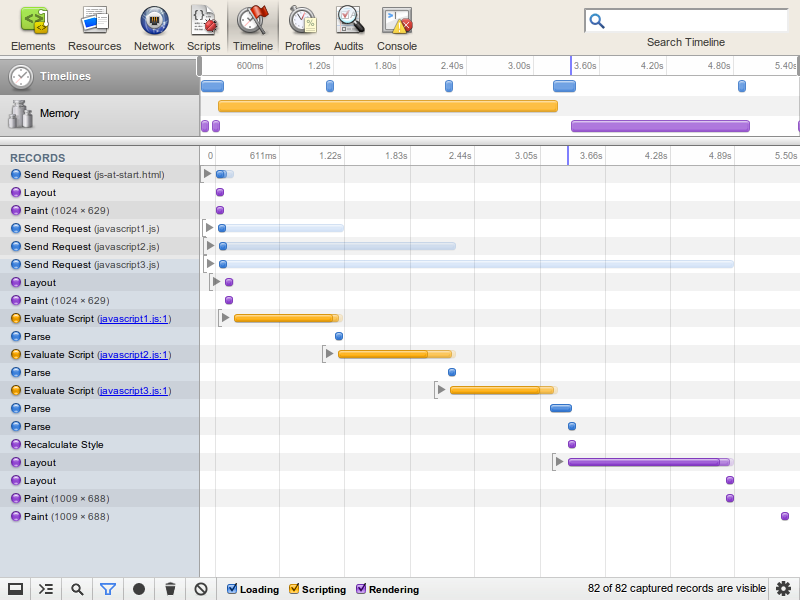 Elements Resources Network Scripts Timeline Profiles Audits Console
Search Timeline
Timelines
600ms 1.20s 1.80s 2.40s 3.00s 3.60s 4.20s 4.80s 5.40s
Memory
RECORDS
0 611ms 1.22s 1.83s 2.44s 3.05s 3.66s 4.28s 4.89s 5.50s
Send Request (js-at-start.html)
Layout
Paint (1024 × 629)
Send Request (javascript1.js)
Send Request (javascript2.js)
Send Request (javascript3.js)
Layout
Paint (1024 × 629)
Evaluate Script (javascript1.js:1)
Parse
Evaluate Script (javascript2.js:1)
Parse
Evaluate Script (javascript3.js:1)
Parse
Parse
Recalculate Style
Layout
Layout
Paint (1009 × 688)
Paint (1009 × 688)
Loading Scripting Rendering
82 of 82 captured records are visible